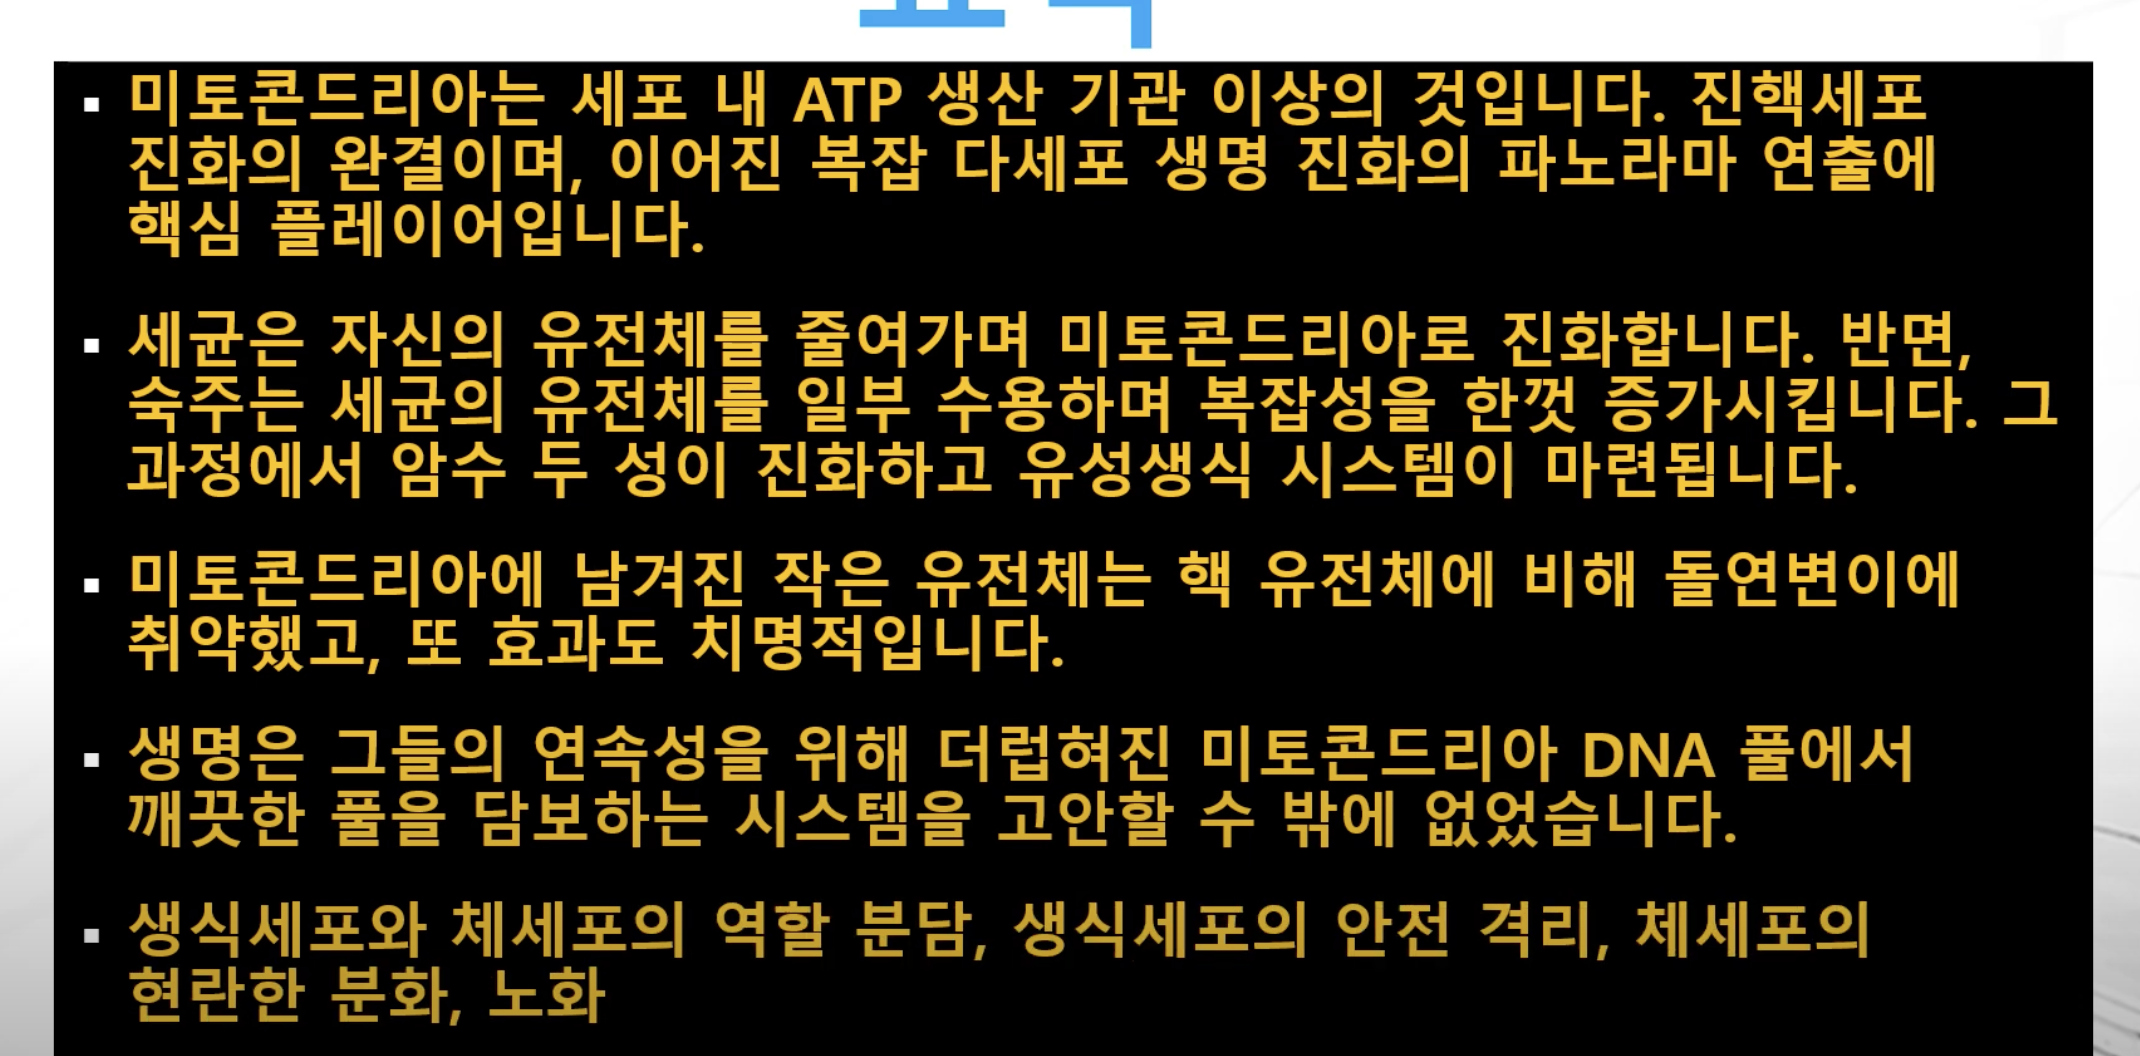 ▪ 미토콘드리아는 세포 내 ATP 생산 기관 이상의 것입니다. 진핵세포
진화의 완결이며, 이어진 복잡 다세포 생명 진화의 파노라마 연출에
핵심 플레이어입니다.
▪ 세균은 자신의 유전체를 줄여가며 미토콘드리아로 진화합니다. 반면,
숙주는 세균의 유전체를 일부 수용하며 복잡성을 한껏 증가시킵니다. 그
과정에서 암수 두 성이 진화하고 유성생식 시스템이 마련됩니다.
▪ 미토콘드리아에 남겨진 작은 유전체는 핵 유전체에 비해 돌연변이에
취약했고, 또 효과도 치명적입니다.
▪ 생명은 그들의 연속성을 위해 더럽혀진 미토콘드리아 DNA 풀에서
깨끗한 풀을 담보하는 시스템을 고안할 수 밖에 없었습니다.
▪ 생식세포와 체세포의 역할 분담, 생식세포의 안전 격리, 체세포의
현란한 분화, 노화